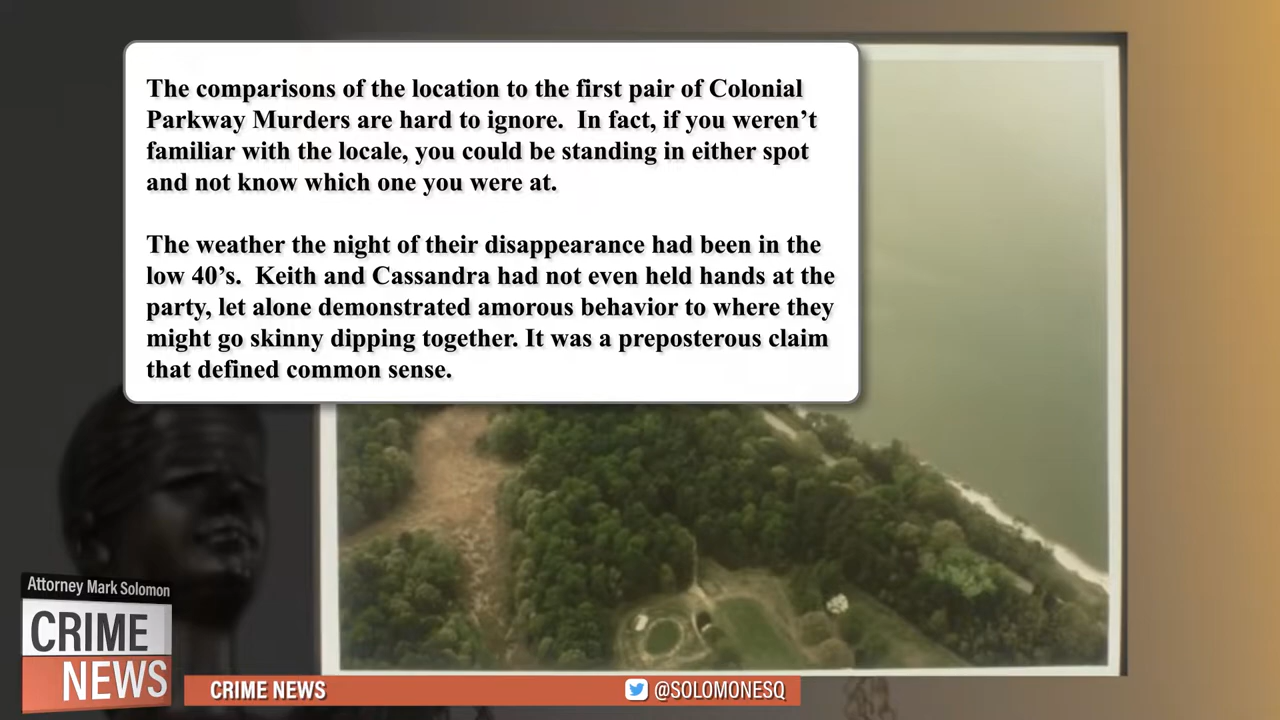 The comparisons of the location to the first pair of Colonial
Parkway Murders are hard to ignore.  In fact, if you weren’t
familiar with the locale, you could be standing in either spot
and not know which one you were at.
The weather the night of their disappearance had been in the
low 40’s.  Keith and Cassandra had not even held hands at the
party, let alone demonstrated amorous behavior to where they
might go skinny dipping together. It was a preposterous claim
that defined common sense.
Attorney Mark Solomon
CRIME
NEWS
CRIME NEWS
@SOLOMONESQ